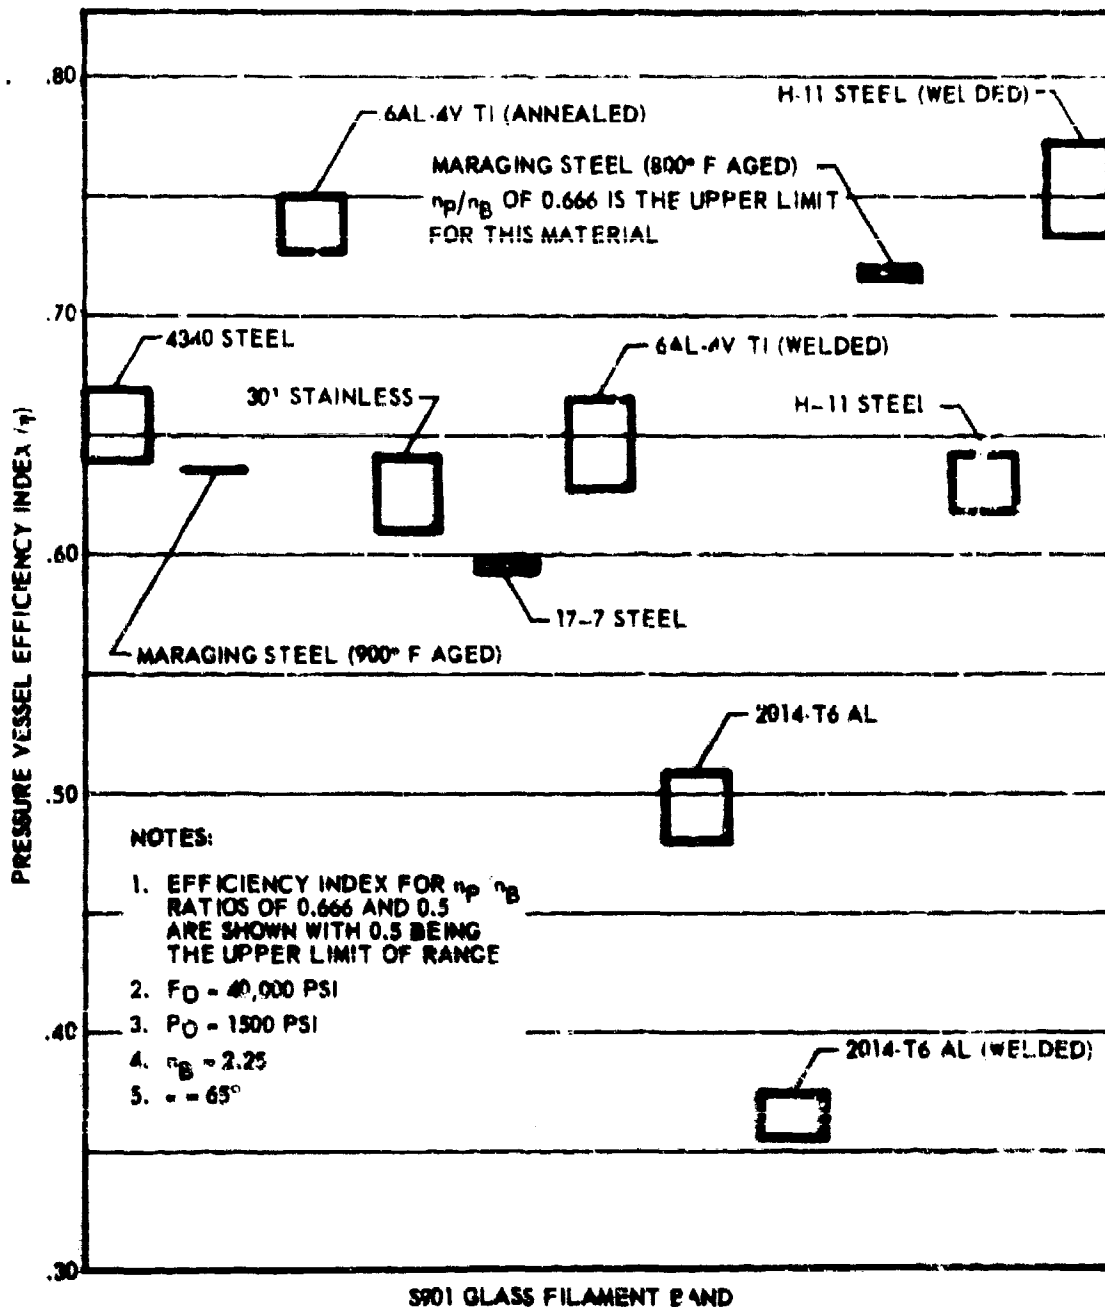 .80
H-11 STEEL (WELDED)
6AL-4V TI (ANNEALED)
MARAGING STEEL (800° F AGED)
nP/nB OF 0.666 IS THE UPPER LIMIT
FOR THIS MATERIAL
.70
4340 STEEL
6AL-4V TI (WELDED)
301 STAINLESS
H-11 STEEL
PRESSURE VESSEL EFFICIENCY INDEX (η)
.60
17-7 STEEL
MARAGING STEEL (900° F AGED)
2014-T6 AL
.50
NOTES:
1. EFFICIENCY INDEX FOR nP nB
RATIOS OF 0.666 AND 0.5
ARE SHOWN WITH 0.5 BEING
THE UPPER LIMIT OF RANGE
2. FO = 40,000 PSI
3. PO = 1500 PSI
.40
4. nB = 2.25
2014-T6 AL (WELDED)
5. = 65°
.30
S901 GLASS FILAMENT BAND